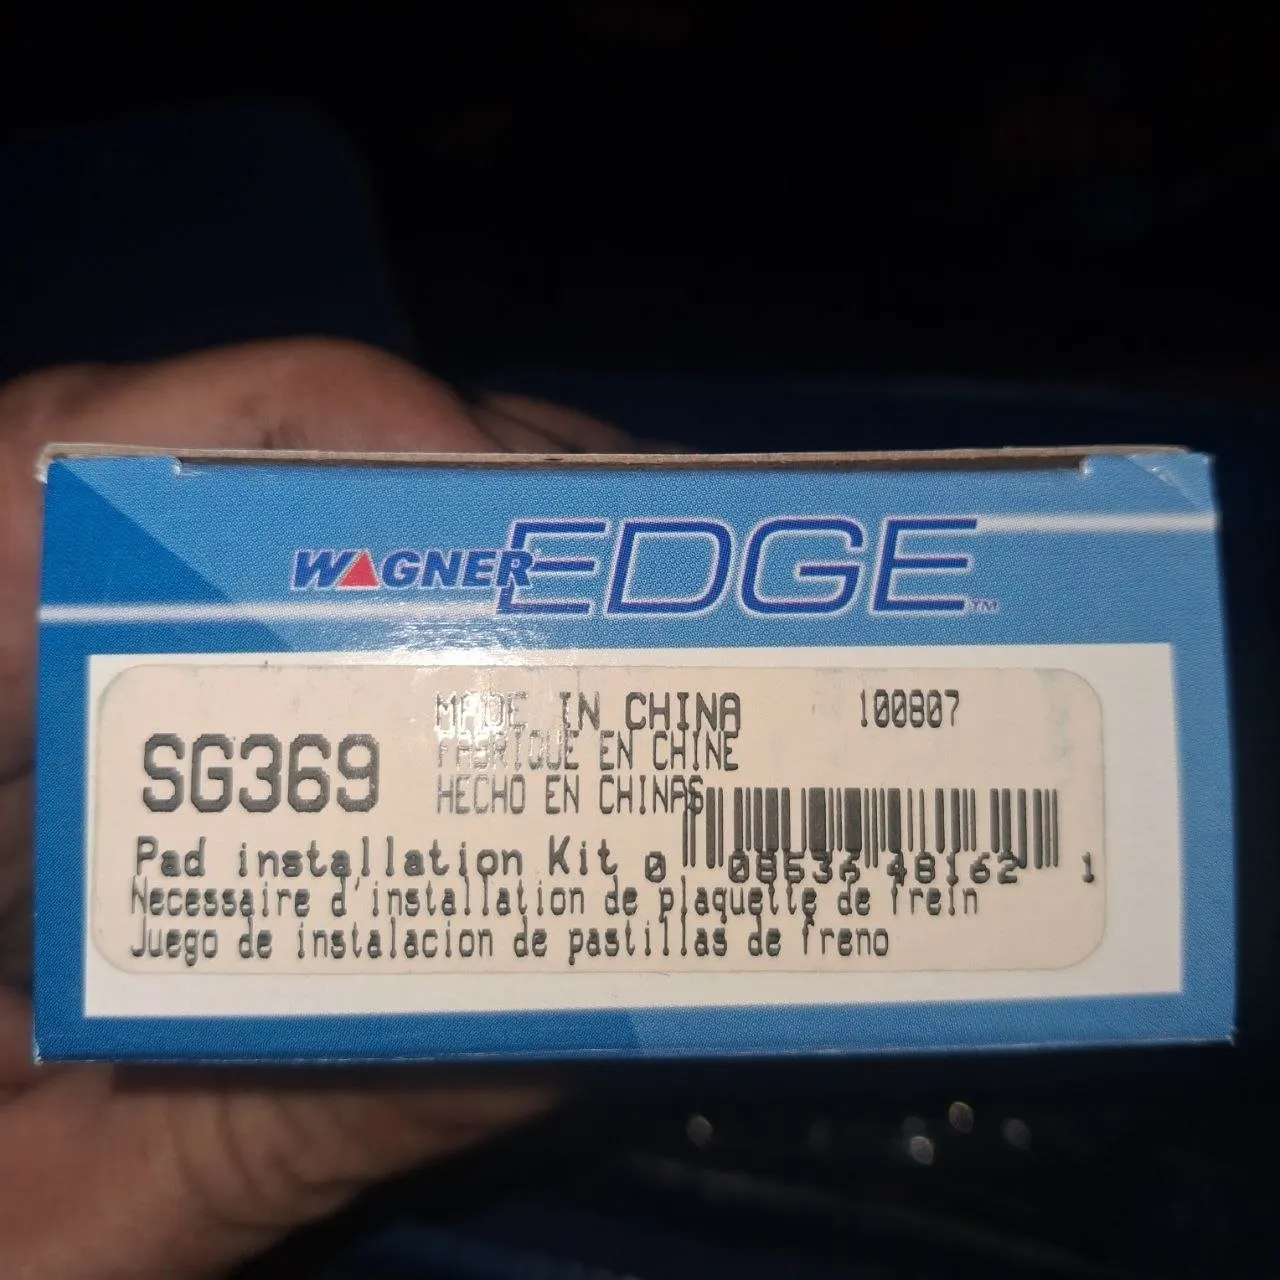 WAGNER EDGE™
MADE IN CHINA 100807
FABRIQUE EN CHINE
SG369
HECHO EN CHINAS
Pad installation Kit
0 08536 48162 1
Necessaire d'installation de plaquette de frein
Juego de instalacion de pastillas de freno